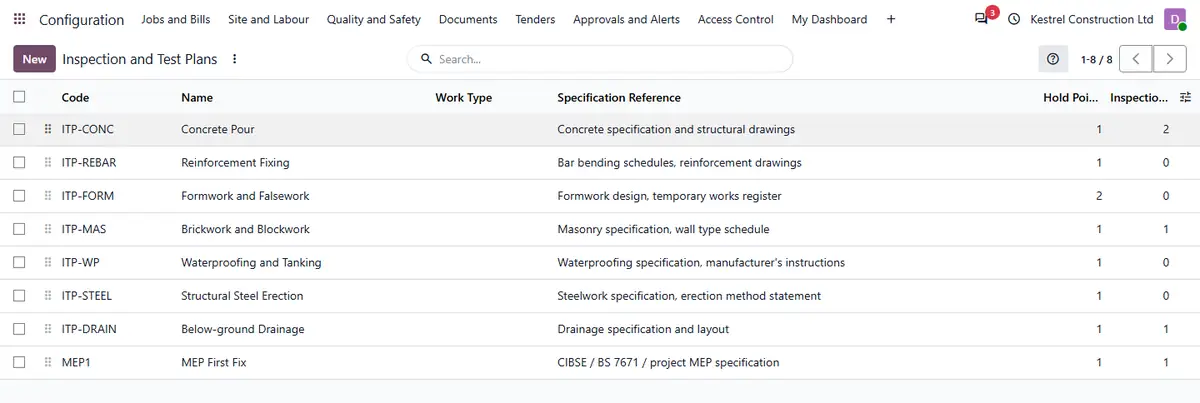 Configuration Jobs and Bills Site and Labour Quality and Safety Documents Tenders Approvals and Alerts Access Control My Dashboard + 3 Kestrel Construction Ltd D
New Inspection and Test Plans Search... 1-8 / 8
Code Name Work Type Specification Reference Hold Poi... Inspectio...
ITP-CONC Concrete Pour Concrete specification and structural drawings 1 2
ITP-REBAR Reinforcement Fixing Bar bending schedules, reinforcement drawings 1 0
ITP-FORM Formwork and Falsework Formwork design, temporary works register 2 0
ITP-MAS Brickwork and Blockwork Masonry specification, wall type schedule 1 1
ITP-WP Waterproofing and Tanking Waterproofing specification, manufacturer's instructions 1 0
ITP-STEEL Structural Steel Erection Steelwork specification, erection method statement 1 0
ITP-DRAIN Below-ground Drainage Drainage specification and layout 1 1
MEP1 MEP First Fix CIBSE / BS 7671 / project MEP specification 1 1